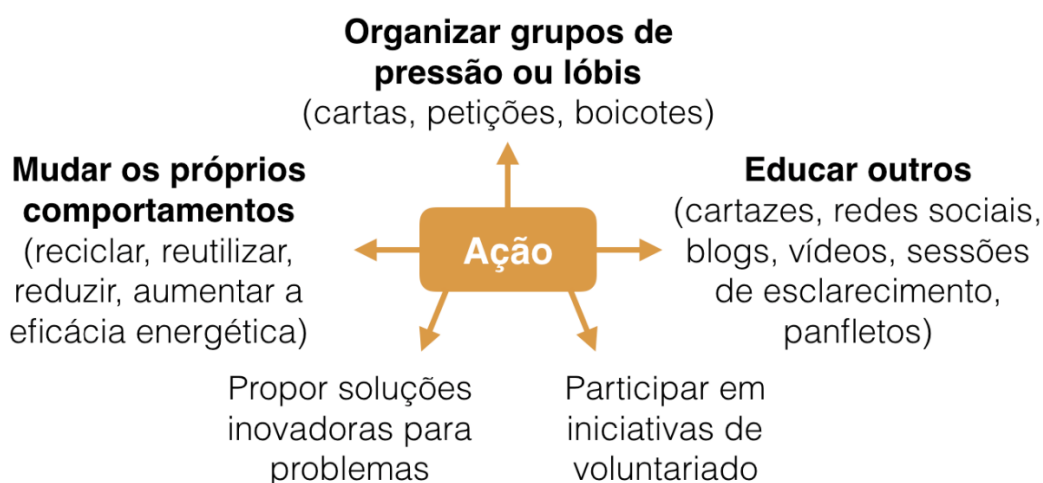 Organizar grupos de
pressão ou lóbis
(cartas, petições, boicotes)
Mudar os próprios
comportamentos
(reciclar, reutilizar,
reduzir, aumentar a
eficácia energética)
Ação
Educar outros
(cartazes, redes sociais,
blogs, vídeos, sessões
de esclarecimento,
panfletos)
Propor soluções
inovadoras para
problemas
Participar em
iniciativas de
voluntariado